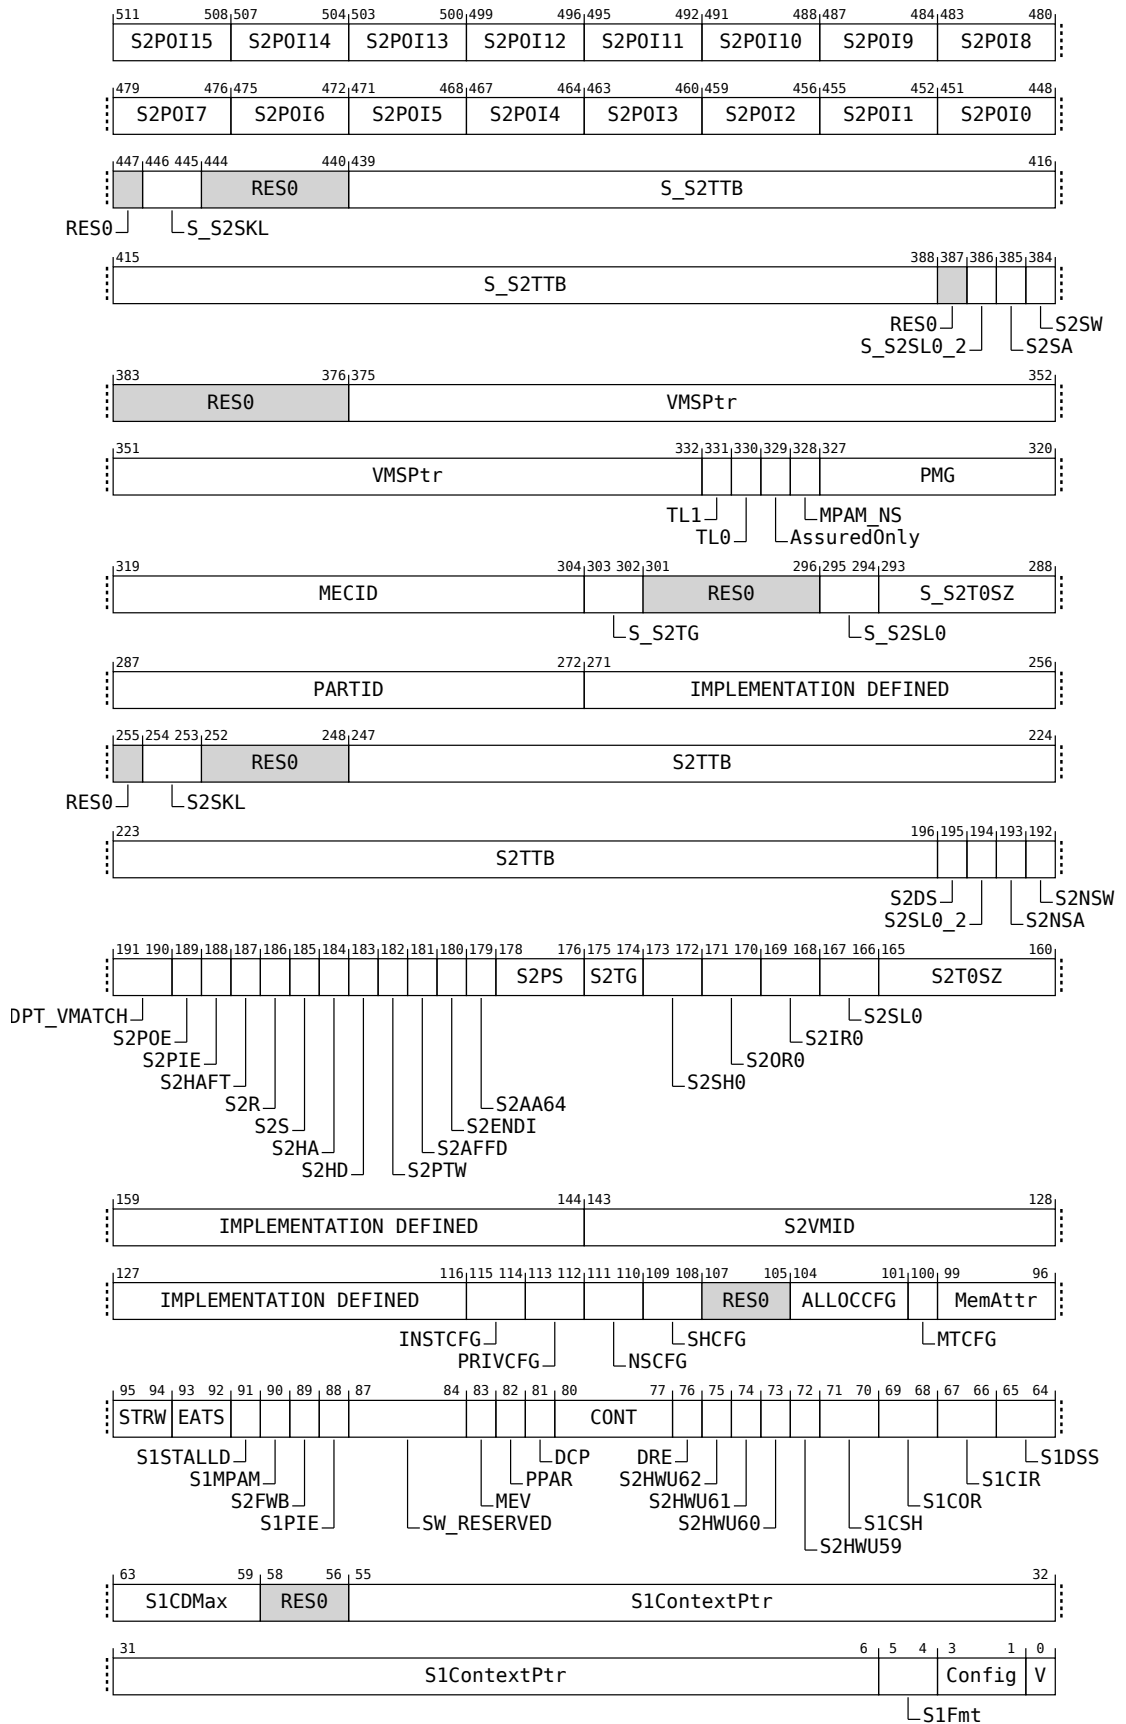 511 508 507 504 503 500 499 496 495 492 491 488 487 484 483 480
S2POI15 S2POI14 S2POI13 S2POI12 S2POI11 S2POI10 S2POI9 S2POI8
479 476 475 472 471 468 467 464 463 460 459 456 455 452 451 448
S2POI7 S2POI6 S2POI5 S2POI4 S2POI3 S2POI2 S2POI1 S2POI0
447 446 445 444 440 439 416
RES0 S_S2TTB
RES0 S_S2SKL
415 388 387 386 385 384
S_S2TTB
RES0 S2SW
S_S2SL0_2 S2SA
383 376 375 352
RES0 VMSPtr
351 332 331 330 329 328 327 320
VMSPtr PMG
TL1 MPAM_NS
TL0 AssuredOnly
319 304 303 302 301 296 295 294 293 288
MECID RES0 S_S2T0SZ
S_S2TG S_S2SL0
287 272 271 256
PARTID IMPLEMENTATION DEFINED
255 254 253 252 248 247 224
RES0 S2TTB
RES0 S2SKL
223 196 195 194 193 192
S2TTB
S2DS S2NSW
S2SL0_2 S2NSA
191 190 189 188 187 186 185 184 183 182 181 180 179 178 176 175 174 173 172 171 170 169 168 167 166 165 160
S2PS S2TG S2T0SZ
DPT_VMATCH S2SL0
S2POE S2IR0
S2PIE S2OR0
S2HAFT S2SH0
S2R S2AA64
S2S S2ENDI
S2HA S2AFFD
S2HD S2PTW
159 144 143 128
IMPLEMENTATION DEFINED S2VMID
127 116 115 114 113 112 111 110 109 108 107 105 104 101 100 99 96
IMPLEMENTATION DEFINED RES0 ALLOCCFG MemAttr
INSTCFG SHCFG MTCFG
PRIVCFG NSCFG
95 94 93 92 91 90 89 88 87 84 83 82 81 80 77 76 75 74 73 72 71 70 69 68 67 66 65 64
STRW EATS CONT
S1STALLD DCP DRE S1DSS
S1MPAM PPAR S2HWU62 S1CIR
S2FWB MEV S2HWU61 S1COR
S1PIE SW_RESERVED S2HWU60 S1CSH
S2HWU59
63 59 58 56 55 32
S1CDMax RES0 S1ContextPtr
31 6 5 4 3 1 0
S1ContextPtr Config V
S1Fmt